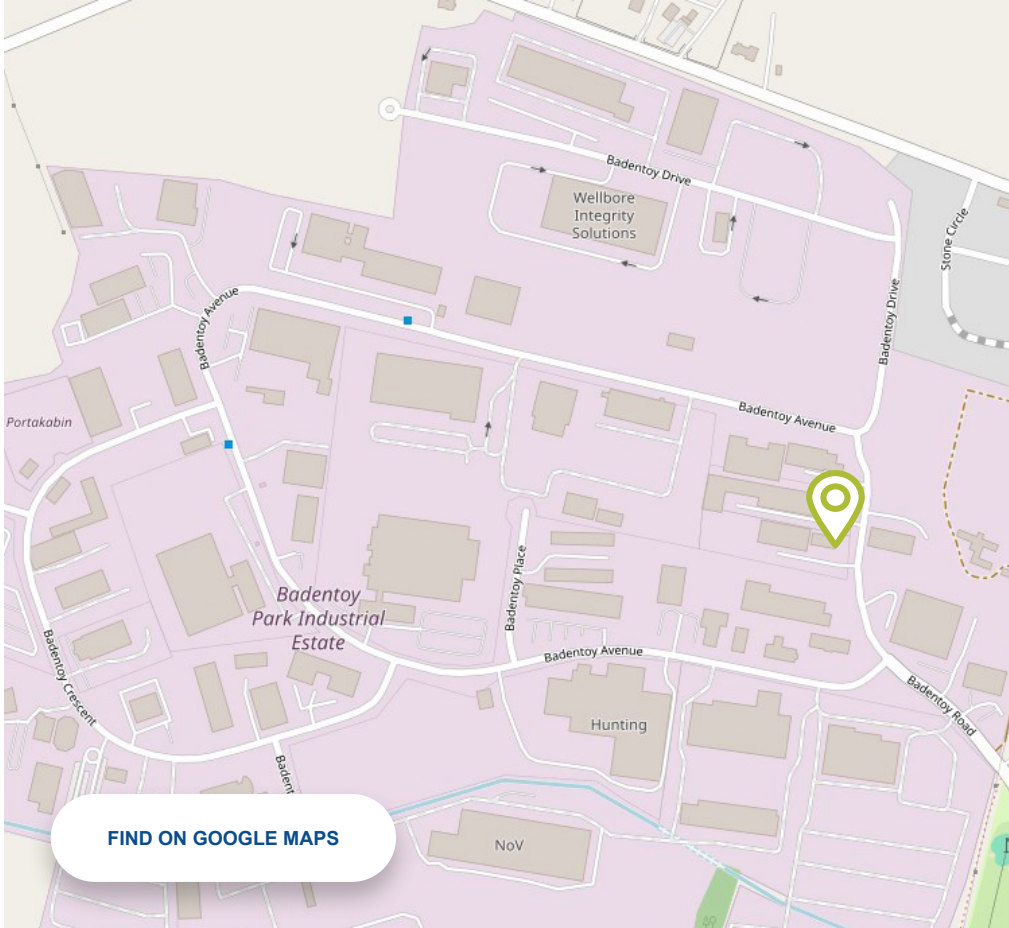 Badentoy Drive
Wellbore
Integrity
Solutions
Stone Circle
Badentoy Drive
Badentoy Avenue
Badentoy Avenue
Portakabin
Badentoy Place
Badentoy
Park Industrial
Estate
Badentoy Avenue
Badentoy Crescent
Badentoy Road
Hunting
Badent
FIND ON GOOGLE MAPS
NoV